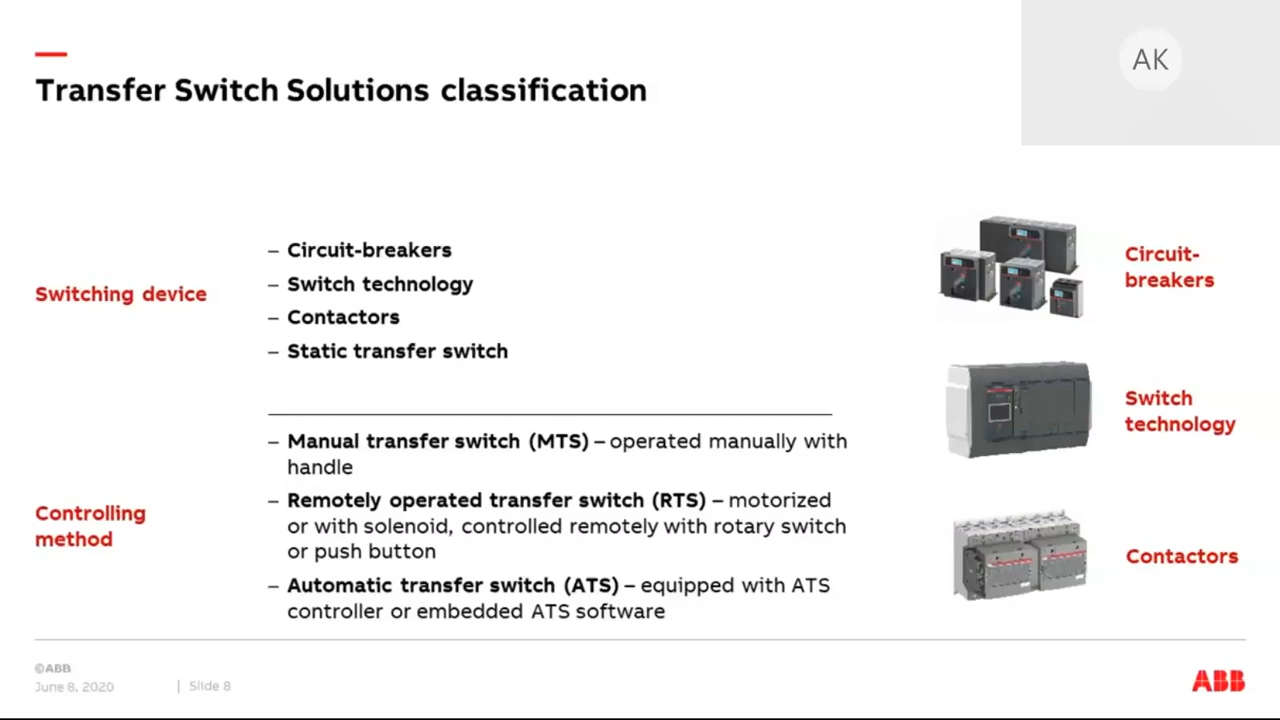 AK
Transfer Switch Solutions classification
Switching device
– Circuit-breakers
– Switch technology
– Contactors
– Static transfer switch
Controlling
method
– Manual transfer switch (MTS) – operated manually with
handle
– Remotely operated transfer switch (RTS) – motorized
or with solenoid, controlled remotely with rotary switch
or push button
– Automatic transfer switch (ATS) – equipped with ATS
controller or embedded ATS software
Circuit-
breakers
Switch
technology
Contactors
©ABB
June 8, 2020
| Slide 8
ABB